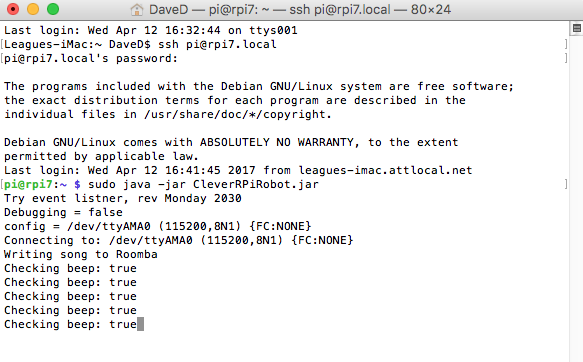 DaveD — pi@rpi7: ~ — ssh pi@rpi7.local — 80×24
Last login: Wed Apr 12 16:32:44 on ttys001
[Leagues-iMac:~ DaveD$ ssh pi@rpi7.local ]
[pi@rpi7.local's password: ]
The programs included with the Debian GNU/Linux system are free software;
the exact distribution terms for each program are described in the
individual files in /usr/share/doc/*/copyright.
Debian GNU/Linux comes with ABSOLUTELY NO WARRANTY, to the extent
permitted by applicable law.
Last login: Wed Apr 12 16:41:45 2017 from leagues-imac.attlocal.net
[pi@rpi7:~ $ sudo java -jar CleverRPiRobot.jar ]
Try event listner, rev Monday 2030
Debugging = false
config = /dev/ttyAMA0 (115200,8N1) {FC:NONE}
Connecting to: /dev/ttyAMA0 (115200,8N1) {FC:NONE}
Writing song to Roomba
Checking beep: true
Checking beep: true
Checking beep: true
Checking beep: true
Checking beep: true